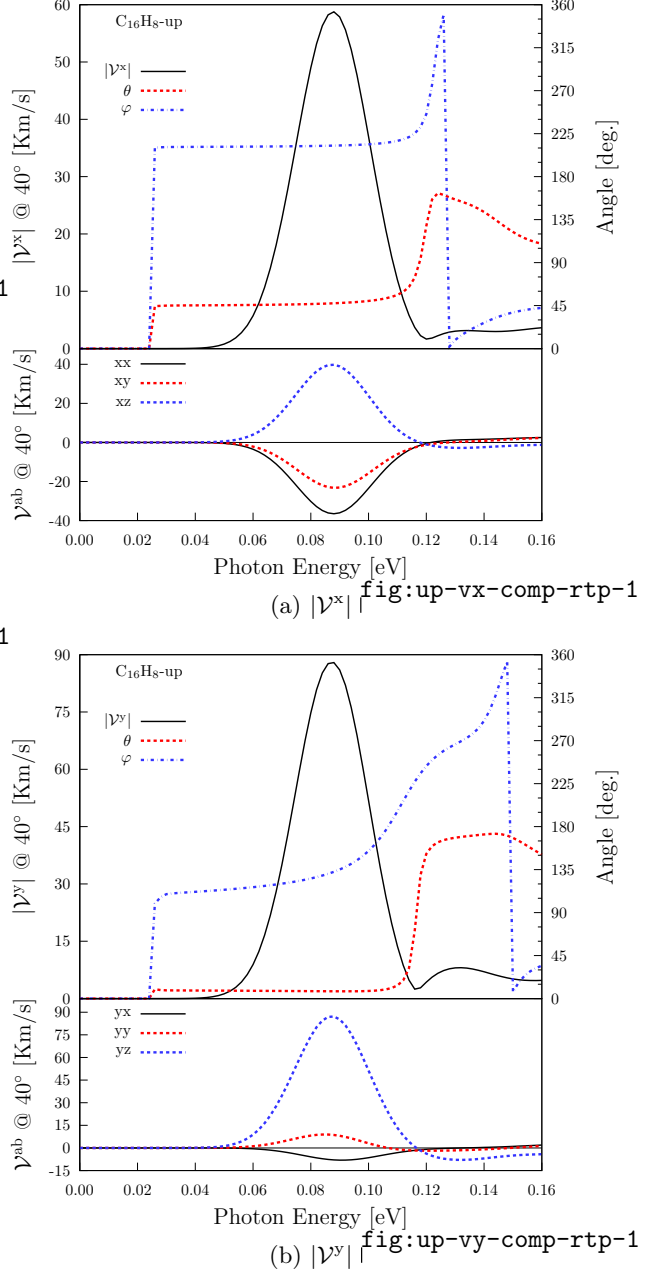 C16H8-up
|𝒱ˣ|
θ
φ
60
50
40
30
20
10
0
360
315
270
225
180
135
90
45
0
|𝒱ˣ| @ 40° [Km/s]
Angle [deg.]
1
xx
xy
xz
40
20
0
-20
-40
𝒱ᵃᵇ @ 40° [Km/s]
0.00 0.02 0.04 0.06 0.08 0.10 0.12 0.14 0.16
Photon Energy [eV]
(a) |𝒱ˣ| fig:up-vx-comp-rtp-1
1
C16H8-up
|𝒱ʸ|
θ
φ
90
75
60
45
30
15
0
360
315
270
225
180
135
90
45
0
|𝒱ʸ| @ 40° [Km/s]
Angle [deg.]
yx
yy
yz
90
75
60
45
30
15
0
-15
𝒱ᵃᵇ @ 40° [Km/s]
0.00 0.02 0.04 0.06 0.08 0.10 0.12 0.14 0.16
Photon Energy [eV]
(b) |𝒱ʸ| fig:up-vy-comp-rtp-1